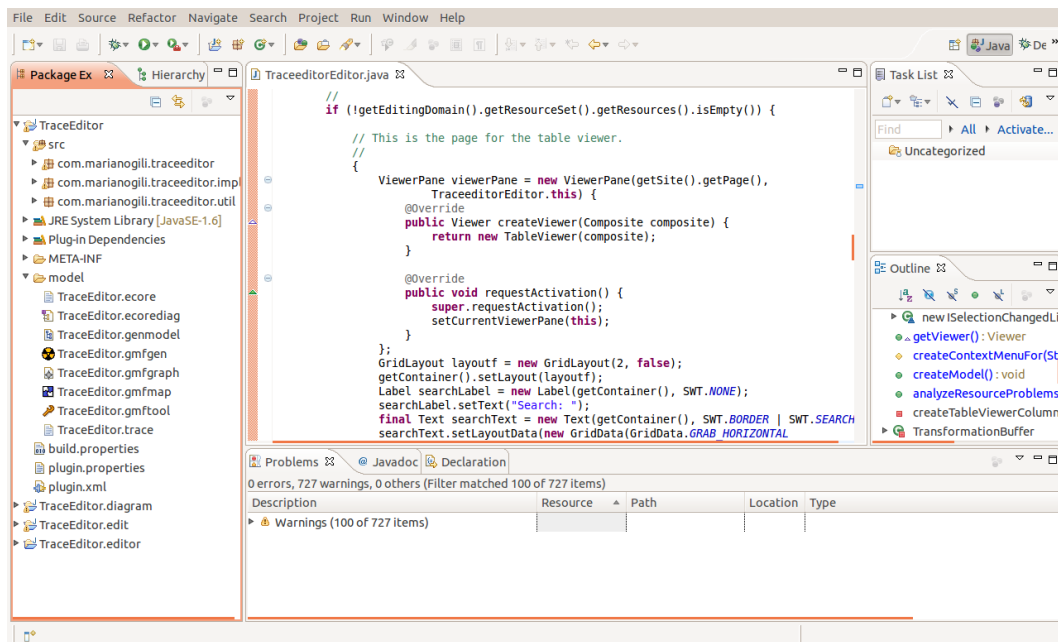 File Edit Source Refactor Navigate Search Project Run Window Help
Java De »
Package Ex Hierarchy
TraceEditor
src
com.marianogili.traceeditor
com.marianogili.traceeditor.impl
com.marianogili.traceeditor.util
JRE System Library [JavaSE-1.6]
Plug-in Dependencies
META-INF
model
TraceEditor.ecore
TraceEditor.ecorediag
TraceEditor.genmodel
TraceEditor.gmfgen
TraceEditor.gmfgraph
TraceEditor.gmfmap
TraceEditor.gmftool
TraceEditor.trace
build.properties
plugin.properties
plugin.xml
TraceEditor.diagram
TraceEditor.edit
TraceEditor.editor
TraceeditorEditor.java
//
if (!getEditingDomain().getResourceSet().getResources().isEmpty()) {
// This is the page for the table viewer.
//
{
ViewerPane viewerPane = new ViewerPane(getSite().getPage(),
TraceeditorEditor.this) {
@Override
public Viewer createViewer(Composite composite) {
return new TableViewer(composite);
}
@Override
public void requestActivation() {
super.requestActivation();
setCurrentViewerPane(this);
}
};
GridLayout layoutf = new GridLayout(2, false);
getContainer().setLayout(layoutf);
Label searchLabel = new Label(getContainer(), SWT.NONE);
searchLabel.setText("Search: ");
final Text searchText = new Text(getContainer(), SWT.BORDER | SWT.SEARCH
searchText.setLayoutData(new GridData(GridData.GRAB_HORIZONTAL
Task List
Find All Activate...
Uncategorized
Outline
new ISelectionChangedLi
getViewer() : Viewer
createContextMenuFor(St
createModel() : void
analyzeResourceProblems
createTableViewerColumn
TransformationBuffer
Problems @ Javadoc Declaration
0 errors, 727 warnings, 0 others (Filter matched 100 of 727 items)
Description Resource Path Location Type
Warnings (100 of 727 items)